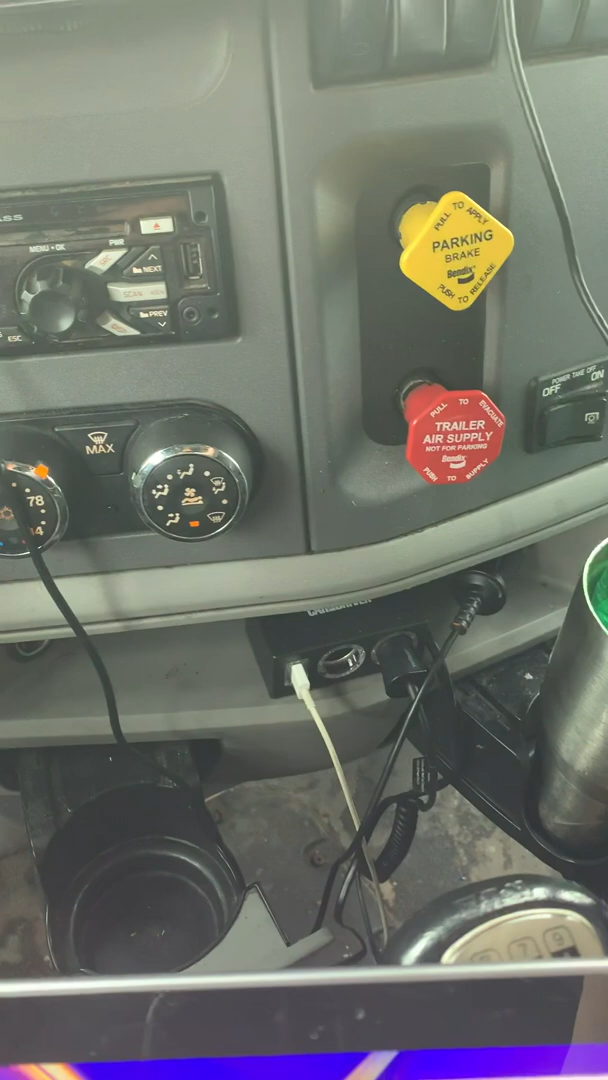 MENU • OK
PWR
SRC
NEXT
SCAN
PREV
ESC
MAX
78
PULL TO APPLY
PARKING
BRAKE
Bendix
PUSH TO RELEASE
PULL TO EVACUATE
TRAILER
AIR SUPPLY
NOT FOR PARKING
Bendix
PUSH TO SUPPLY
POWER TAKE OFF
OFF ON